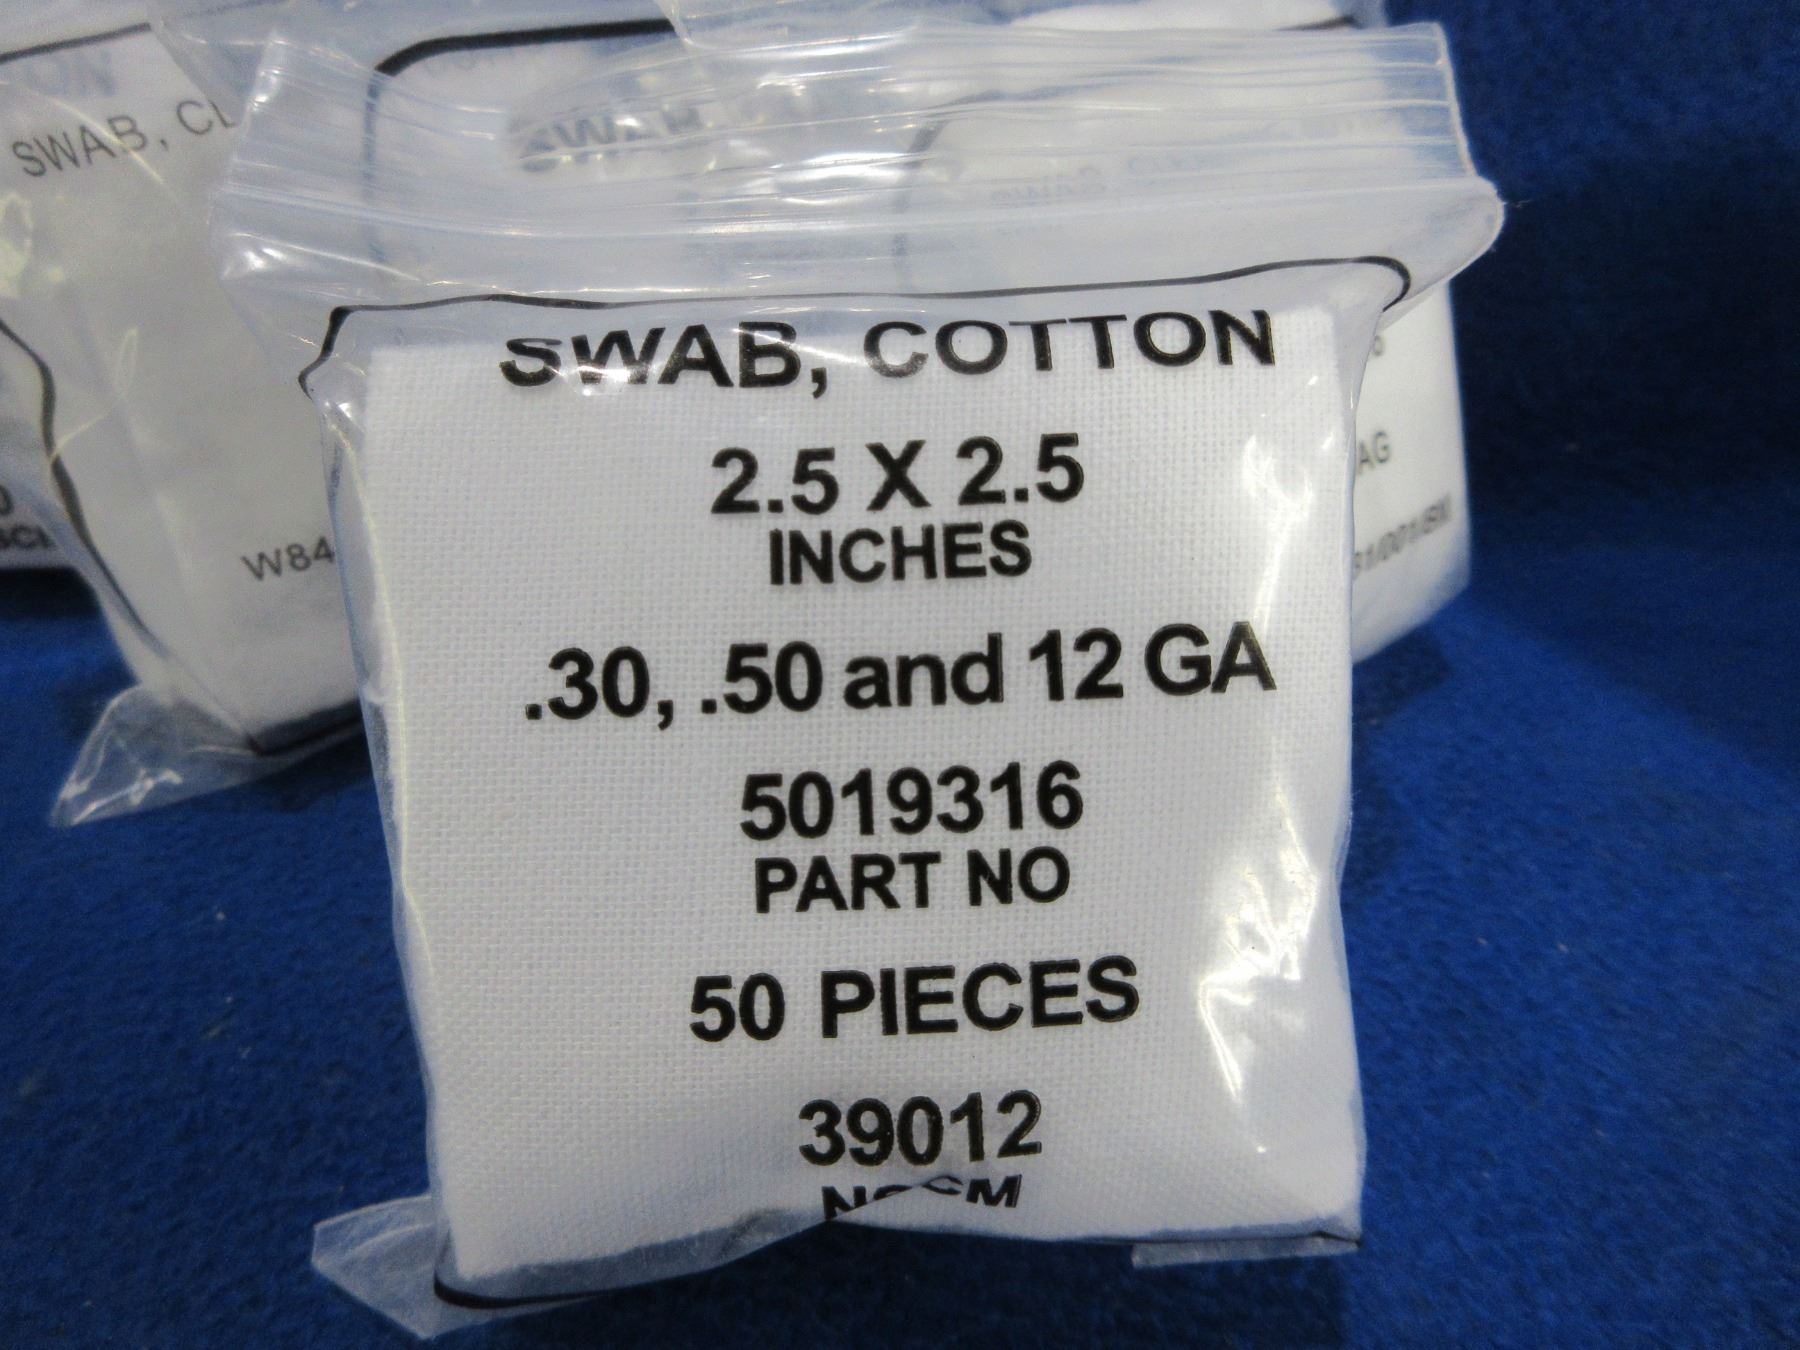 SWAB, CL
SWAB, COTTON
2.5 X 2.5
INCHES
.30, .50 and 12 GA
5019316
PART NO
50 PIECES
39012
W84
AG